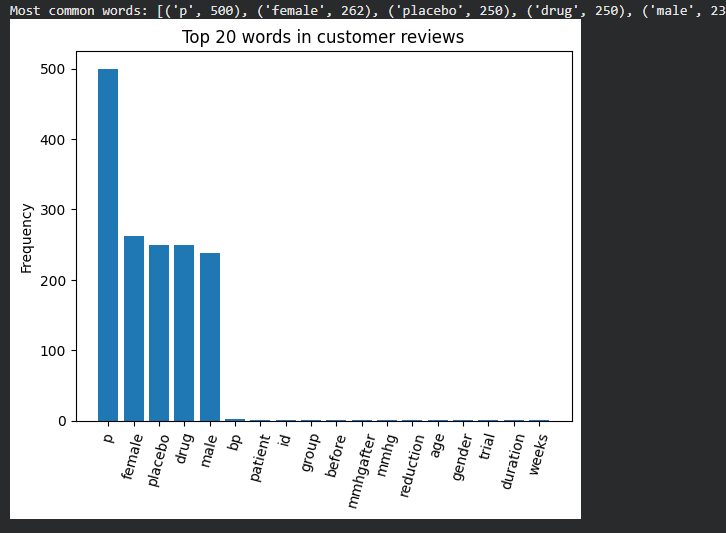 Most common words: [('p', 500), ('female', 262), ('placebo', 250), ('drug', 250), ('male', 23
Top 20 words in customer reviews
500
400
300
200
100
0
Frequency
p female placebo drug male bp patient id group before mmhgafter mmhg reduction age gender trial duration weeks